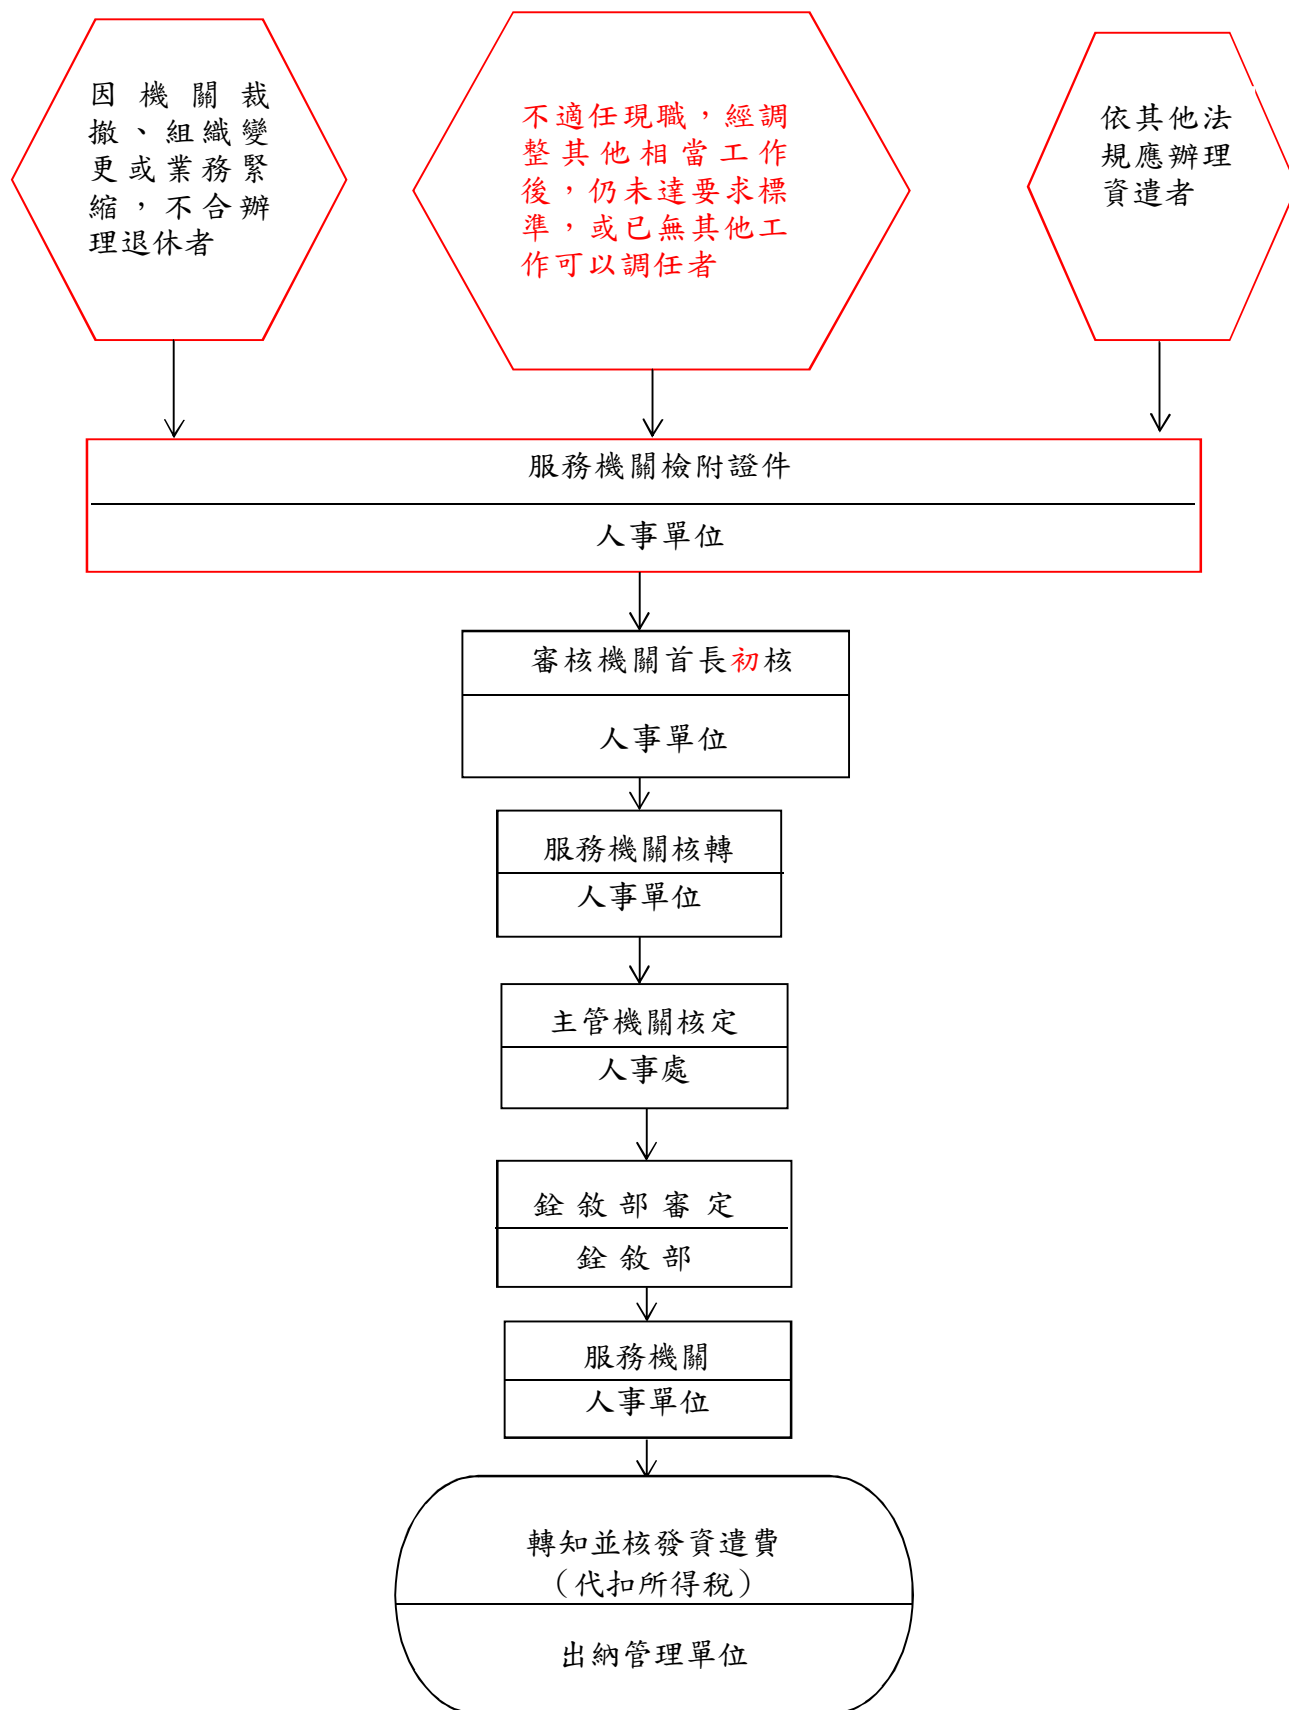 因機關裁
撤、組織變
更或業務緊
縮，不合辦
理退休者
不適任現職，經調
整其他相當工作
後，仍未達要求標
準，或已無其他工
作可以調任者
依其他法
規應辦理
資遣者
服務機關檢附證件
人事單位
審核機關首長初核
人事單位
服務機關核轉
人事單位
主管機關核定
人事處
銓敘部審定
銓敘部
服務機關
人事單位
轉知並核發資遣費
（代扣所得稅）
出納管理單位